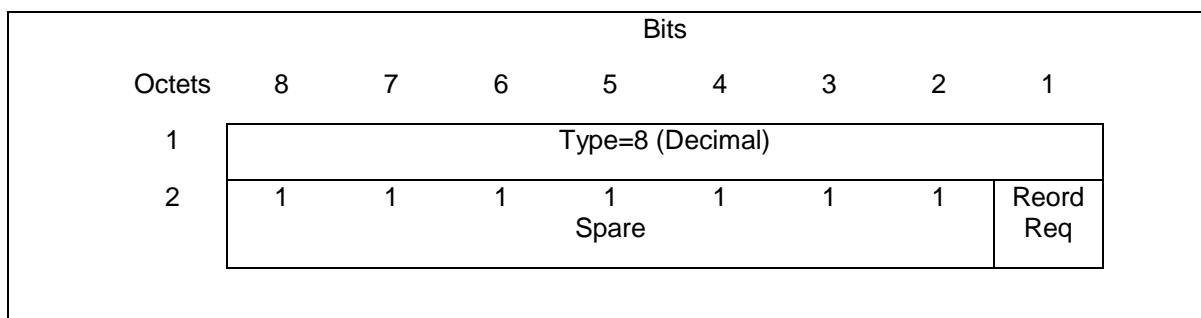 Bits
Octets 8 7 6 5 4 3 2 1
1 Type=8 (Decimal)
2 1 1 1 1 1 1 1 Reord
Spare Req